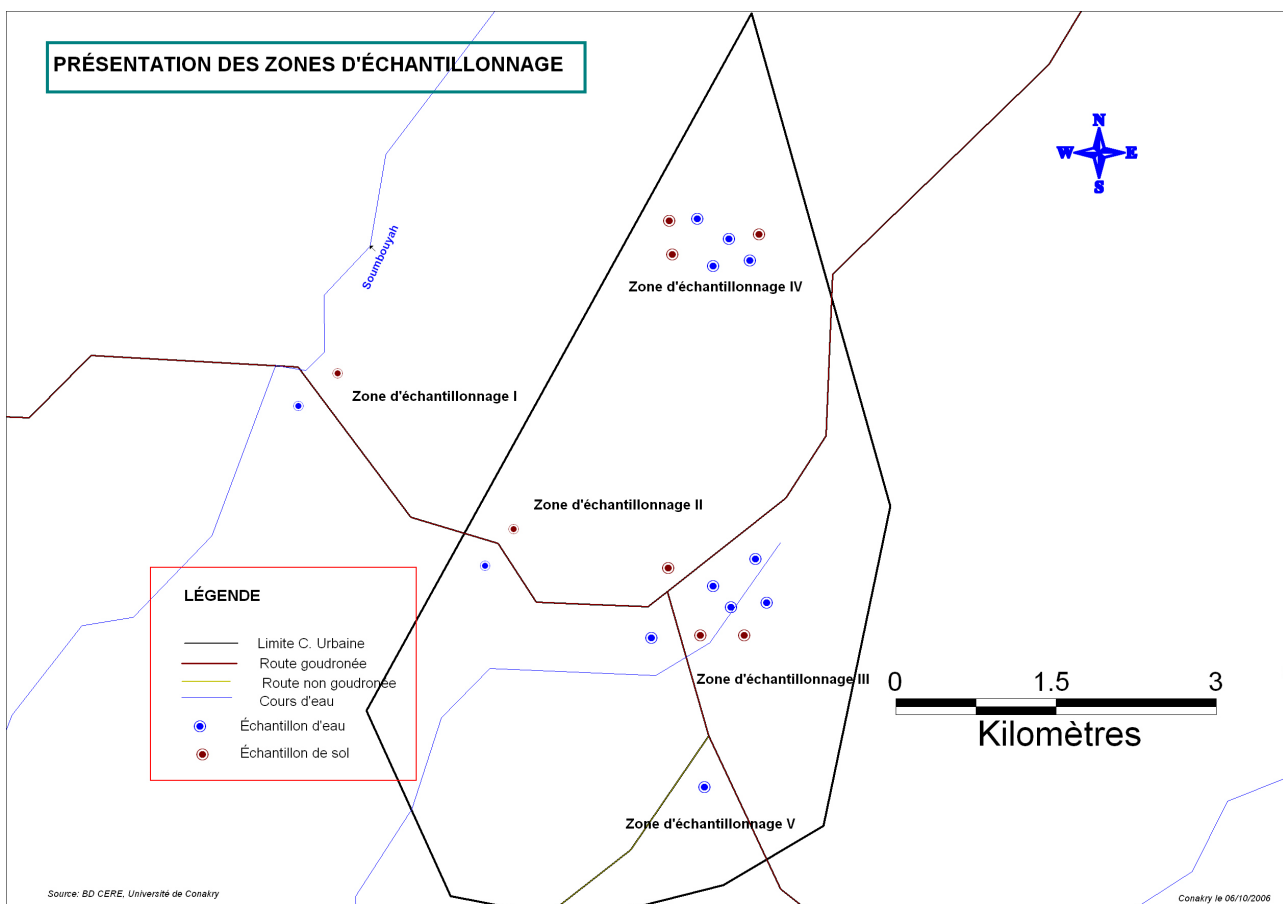 PRÉSENTATION DES ZONES D'ÉCHANTILLONNAGE
N
W E
S
Soumbouyah
Zone d'échantillonnage IV
Zone d'échantillonnage I
Zone d'échantillonnage II
Zone d'échantillonnage III
Zone d'échantillonnage V
LÉGENDE
Limite C. Urbaine
Route goudronée
Route non goudronée
Cours d'eau
Échantillon d'eau
Échantillon de sol
0 1.5 3
Kilomètres
Source: BD CERE, Université de Conakry
Conakry le 06/10/2006